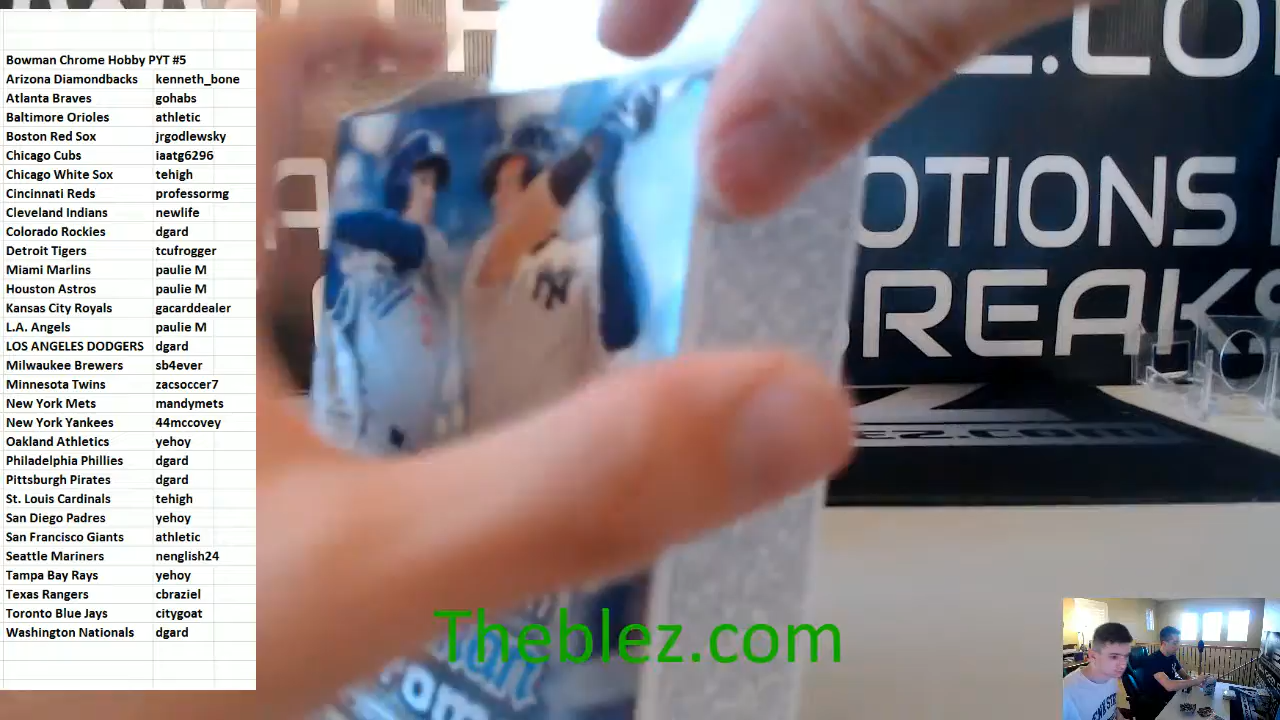 Bowman Chrome Hobby PYT #5
Arizona Diamondbacks kenneth_bone
Atlanta Braves gohabs
Baltimore Orioles athletic
Boston Red Sox jrgodlewsky
Chicago Cubs iaatg6296
Chicago White Sox tehigh
Cincinnati Reds professormg
Cleveland Indians newlife
Colorado Rockies dgard
Detroit Tigers tcufrogger
Miami Marlins paulie M
Houston Astros paulie M
Kansas City Royals gacarddealer
L.A. Angels paulie M
LOS ANGELES DODGERS dgard
Milwaukee Brewers sb4ever
Minnesota Twins zacsoccer7
New York Mets mandymets
New York Yankees 44mccovey
Oakland Athletics yehoy
Philadelphia Phillies dgard
Pittsburgh Pirates dgard
St. Louis Cardinals tehigh
San Diego Padres yehoy
San Francisco Giants athletic
Seattle Mariners nenglish24
Tampa Bay Rays yehoy
Texas Rangers cbraziel
Toronto Blue Jays citygoat
Washington Nationals dgard
NY
Z.CO
OTIONS
REAK
ez.com
Theblez.com